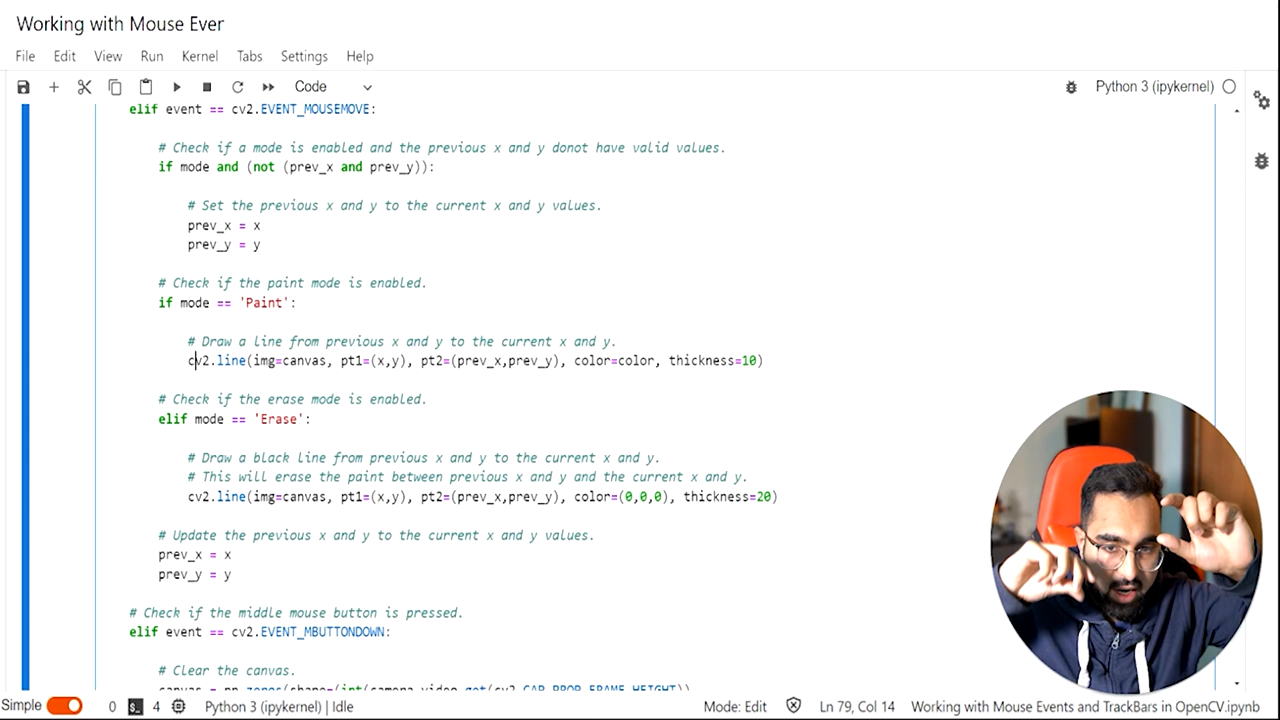 Working with Mouse Ever
File Edit View Run Kernel Tabs Settings Help
Code
Python 3 (ipykernel)
elif event == cv2.EVENT_MOUSEMOVE:
# Check if a mode is enabled and the previous x and y donot have valid values.
if mode and (not (prev_x and prev_y)):
# Set the previous x and y to the current x and y values.
prev_x = x
prev_y = y
# Check if the paint mode is enabled.
if mode == 'Paint':
# Draw a line from previous x and y to the current x and y.
cv2.line(img=canvas, pt1=(x,y), pt2=(prev_x,prev_y), color=color, thickness=10)
# Check if the erase mode is enabled.
elif mode == 'Erase':
# Draw a black line from previous x and y to the current x and y.
# This will erase the paint between previous x and y and the current x and y.
cv2.line(img=canvas, pt1=(x,y), pt2=(prev_x,prev_y), color=(0,0,0), thickness=20)
# Update the previous x and y to the current x and y values.
prev_x = x
prev_y = y
# Check if the middle mouse button is pressed.
elif event == cv2.EVENT_MBUTTONDOWN:
# Clear the canvas.
canvas = np.zeros(shape=(int(camera_video.get(cv2.CAP_PROP_FRAME_HEIGHT))
Simple 0 $_ 4 Python 3 (ipykernel) | Idle Mode: Edit Ln 79, Col 14 Working with Mouse Events and TrackBars in OpenCV.ipynb